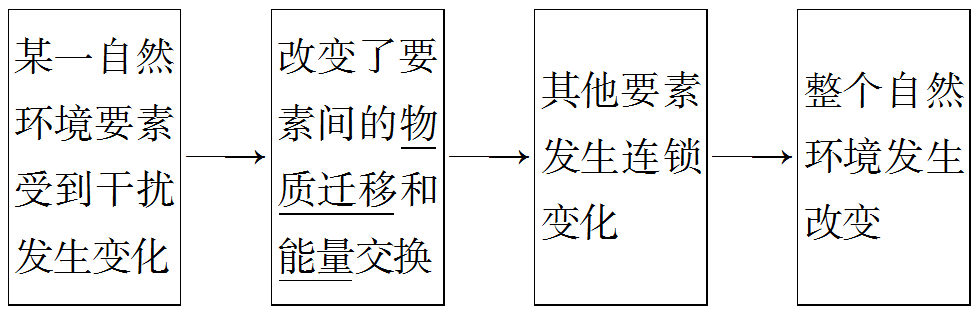 某一自然
环境要素
受到干扰
发生变化
改变了要
素间的物
质迁移和
能量交换
其他要素
发生连锁
变化
整个自然
环境发生
改变